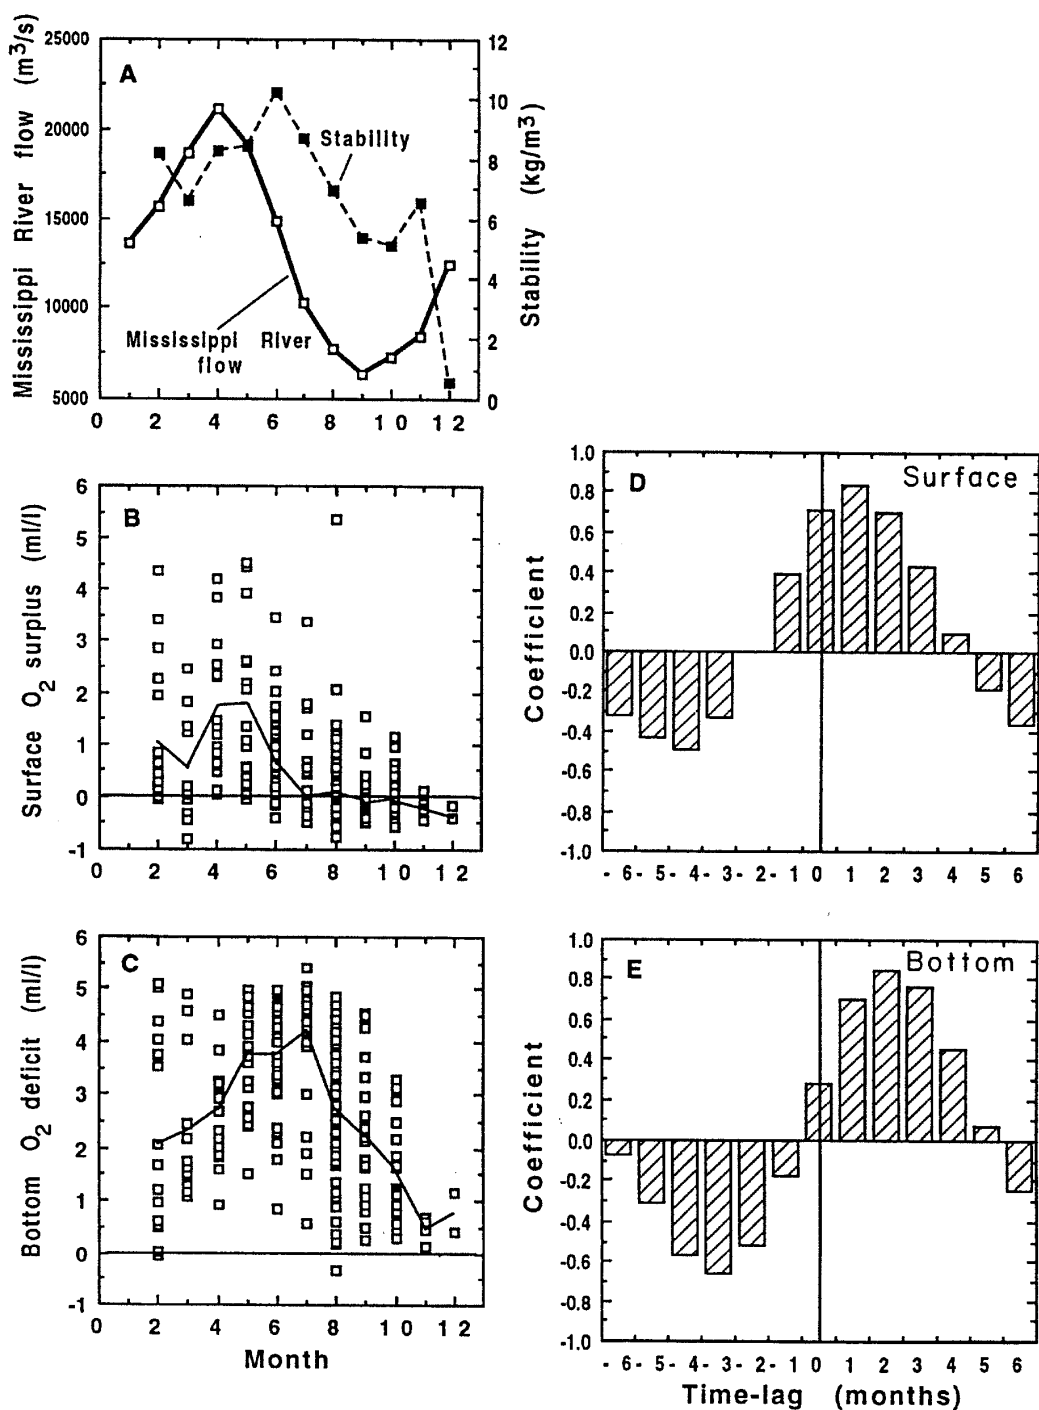 A
Mississippi River flow (m3/s)
25000
20000
15000
10000
5000
Stability (kg/m3)
12
10
8
6
4
2
0
Stability
Mississippi River
flow
0 2 4 6 8 10 12
B
Surface O2 surplus (ml/l)
6
5
4
3
2
1
0
-1
0 2 4 6 8 10 12
C
Bottom O2 deficit (ml/l)
6
5
4
3
2
1
0
-1
0 2 4 6 8 10 12
Month
D
Surface
Coefficient
1.0
0.8
0.6
0.4
0.2
0.0
-0.2
-0.4
-0.6
-0.8
-1.0
- 6 - 5 - 4 - 3 - 2 - 1 0 1 2 3 4 5 6
E
Bottom
Coefficient
1.0
0.8
0.6
0.4
0.2
0.0
-0.2
-0.4
-0.6
-0.8
-1.0
- 6 - 5 - 4 - 3 - 2 - 1 0 1 2 3 4 5 6
Time-lag (months)